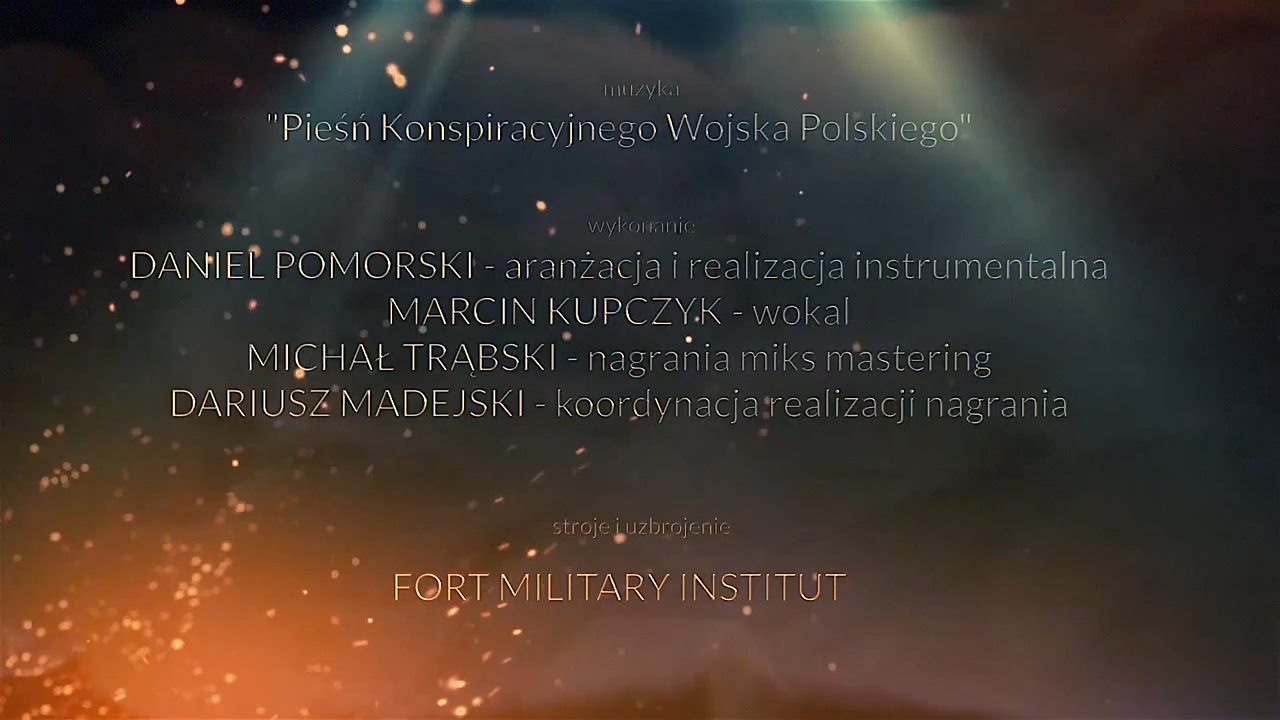 muzyka
"Pieśń Konspiracyjnego Wojska Polskiego"
wykonanie
DANIEL POMORSKI - aranżacja i realizacja instrumentalna
MARCIN KUPCZYK - wokal
MICHAŁ TRĄBSKI - nagrania miks mastering
DARIUSZ MADEJSKI - koordynacja realizacji nagrania
stroje i uzbrojenie
FORT MILITARY INSTITUT